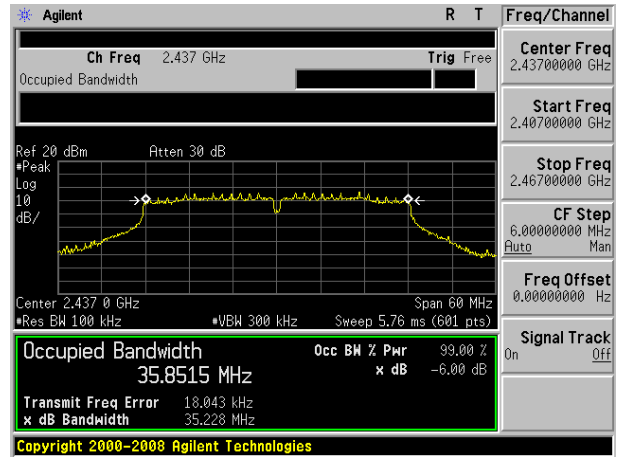 Agilent R T
Freq/Channel
Ch Freq 2.437 GHz Trig Free
Occupied Bandwidth
Center Freq
2.43700000 GHz
Start Freq
2.40700000 GHz
Stop Freq
2.46700000 GHz
CF Step
6.00000000 MHz
Auto Man
Freq Offset
0.00000000 Hz
Signal Track
On Off
Ref 20 dBm Atten 30 dB
#Peak
Log
10
dB/
Center 2.437 0 GHz Span 60 MHz
#Res BW 100 kHz #VBW 300 kHz Sweep 5.76 ms (601 pts)
Occupied Bandwidth Occ BW % Pwr 99.00 %
35.8515 MHz x dB -6.00 dB
Transmit Freq Error 18.043 kHz
x dB Bandwidth 35.228 MHz
Copyright 2000-2008 Agilent Technologies